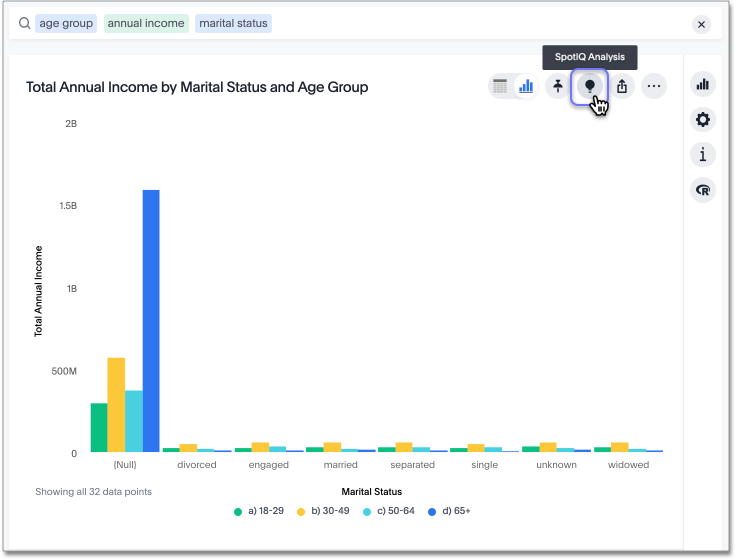 age group annual income marital status
SpotIQ Analysis
Total Annual Income by Marital Status and Age Group
2B
1.5B
1B
500M
0
Total Annual Income
(Null) divorced engaged married separated single unknown widowed
Showing all 32 data points
Marital Status
a) 18-29 b) 30-49 c) 50-64 d) 65+